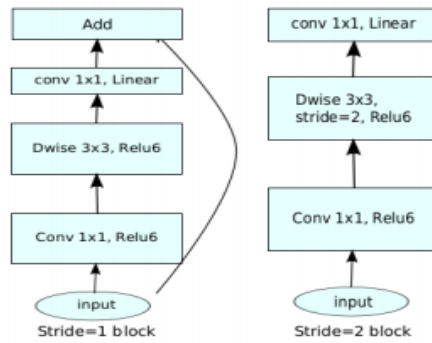 Add
conv 1x1, Linear
Dwise 3x3, Relu6
Conv 1x1, Relu6
input
Stride=1 block
conv 1x1, Linear
Dwise 3x3,
stride=2, Relu6
Conv 1x1, Relu6
input
Stride=2 block